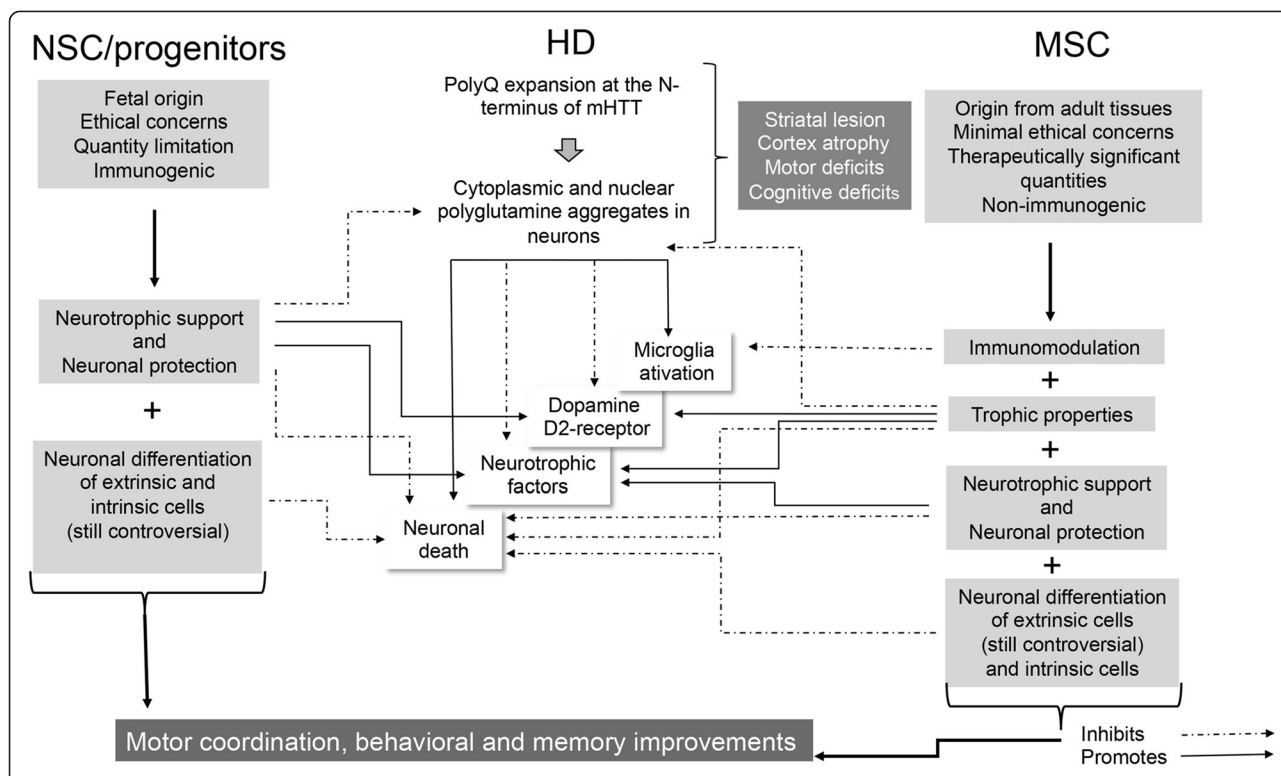 NSC/progenitors
Fetal origin
Ethical concerns
Quantity limitation
Immunogenic
Neurotrophic support
and
Neuronal protection
+
Neuronal differentiation
of extrinsic and
intrinsic cells
(still controversial)
HD
PolyQ expansion at the N-
terminus of mHTT
Cytoplasmic and nuclear
polyglutamine aggregates in
neurons
Striatal lesion
Cortex atrophy
Motor deficits
Cognitive deficits
Microglia
ativation
Dopamine
D2-receptor
Neurotrophic
factors
Neuronal
death
MSC
Origin from adult tissues
Minimal ethical concerns
Therapeutically significant
quantities
Non-immunogenic
Immunomodulation
+
Trophic properties
+
Neurotrophic support
and
Neuronal protection
+
Neuronal differentiation
of extrinsic cells
(still controversial)
and intrinsic cells
Motor coordination, behavioral and memory improvements
Inhibits
Promotes